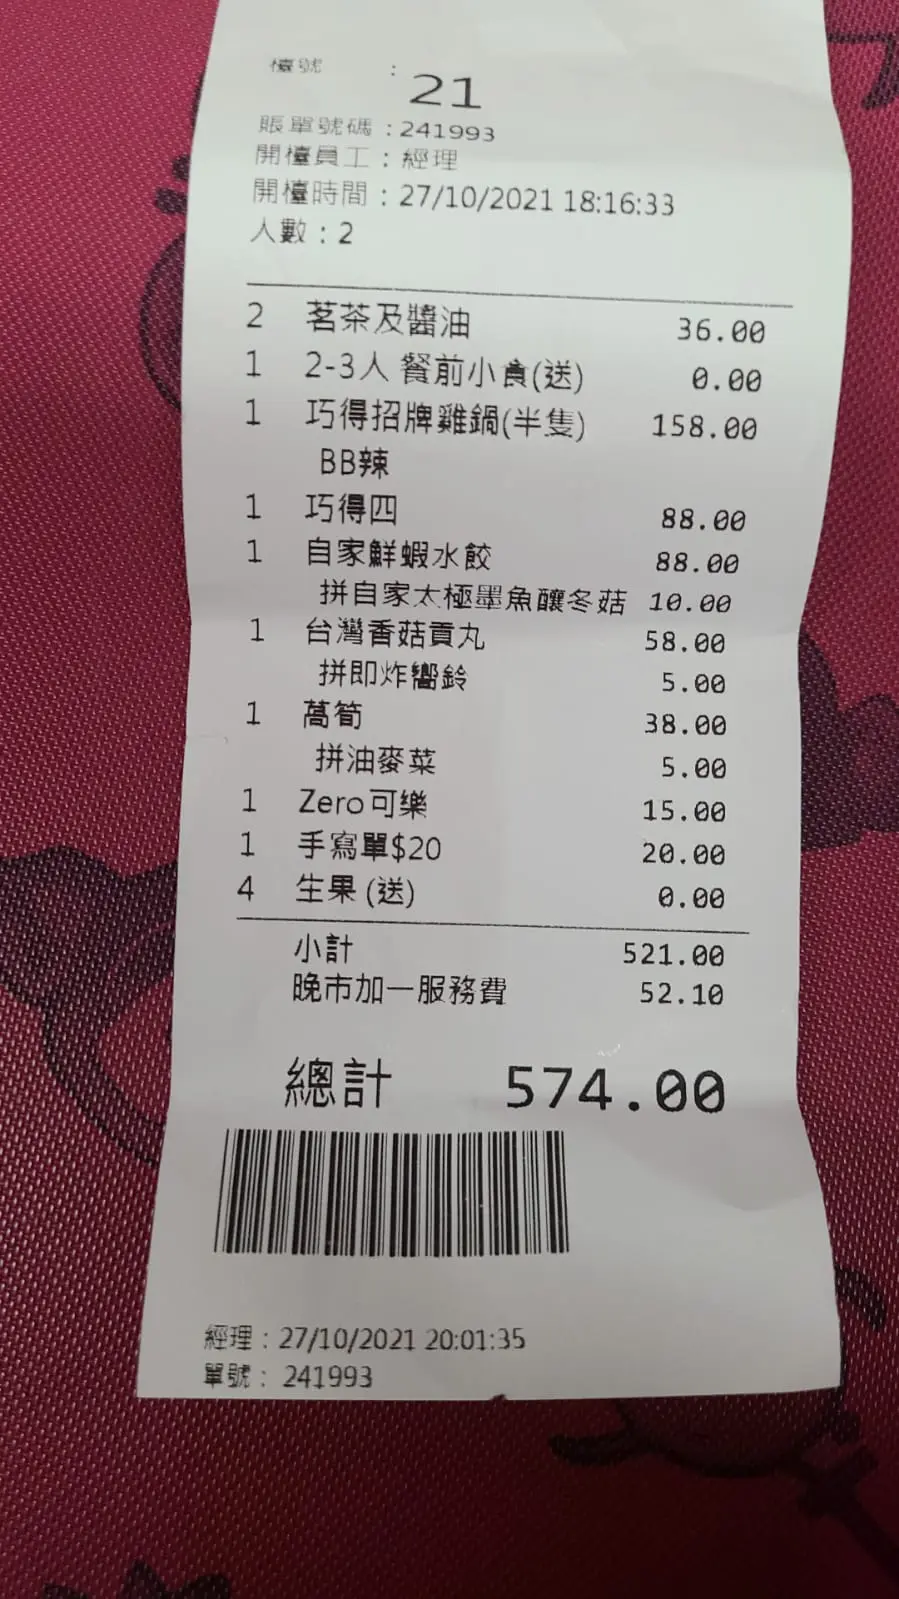 檯號 : 21
賬單號碼 : 241993
開檯員工 : 經理
開檯時間 : 27/10/2021 18:16:33
人數 : 2
2 茗茶及醬油 36.00
1 2-3人 餐前小食(送) 0.00
1 巧得招牌雞鍋(半隻) 158.00
BB辣
1 巧得四 88.00
1 自家鮮蝦水餃 88.00
拼自家太極墨魚釀冬菇 10.00
1 台灣香菇貢丸 58.00
拼即炸響鈴 5.00
1 萵筍 38.00
拼油麥菜 5.00
1 Zero可樂 15.00
1 手寫單$20 20.00
4 生果 (送) 0.00
小計 521.00
晚市加一服務費 52.10
總計 574.00
經理 : 27/10/2021 20:01:35
單號 : 241993